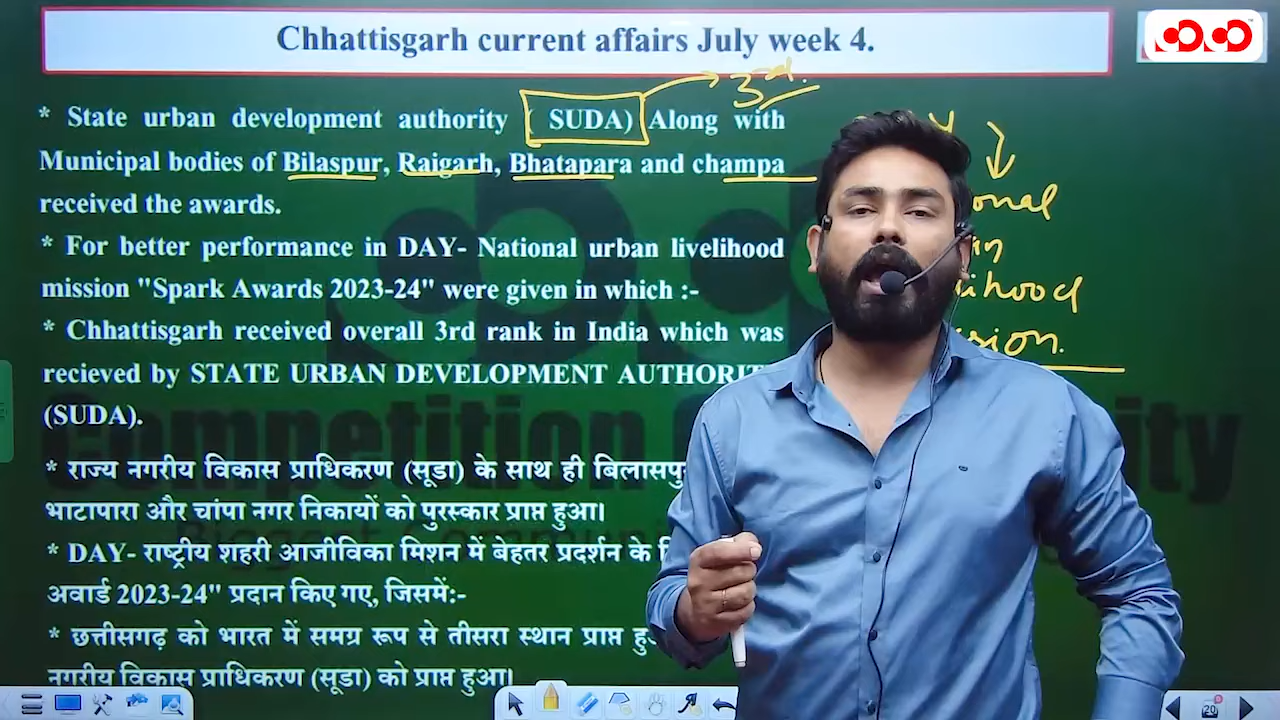 Chhattisgarh current affairs July week 4.
3rd.
* State urban development authority ( SUDA) Along with
Municipal bodies of Bilaspur, Raigarh, Bhatapara and champa
received the awards.
* For better performance in DAY- National urban livelihood
mission "Spark Awards 2023-24" were given in which :-
* Chhattisgarh received overall 3rd rank in India which was
recieved by STATE URBAN DEVELOPMENT AUTHORIT
(SUDA).
* राज्य नगरीय विकास प्राधिकरण (सूडा) के साथ ही बिलासपु
भाटापारा और चांपा नगर निकायों को पुरस्कार प्राप्त हुआ।
* DAY- राष्ट्रीय शहरी आजीविका मिशन में बेहतर प्रदर्शन के
अवार्ड 2023-24" प्रदान किए गए, जिसमें:-
* छत्तीसगढ़ को भारत में समग्र रूप से तीसरा स्थान प्राप्त
नगरीय विकास प्राधिकरण (सूडा) को प्राप्त हुआ।
20